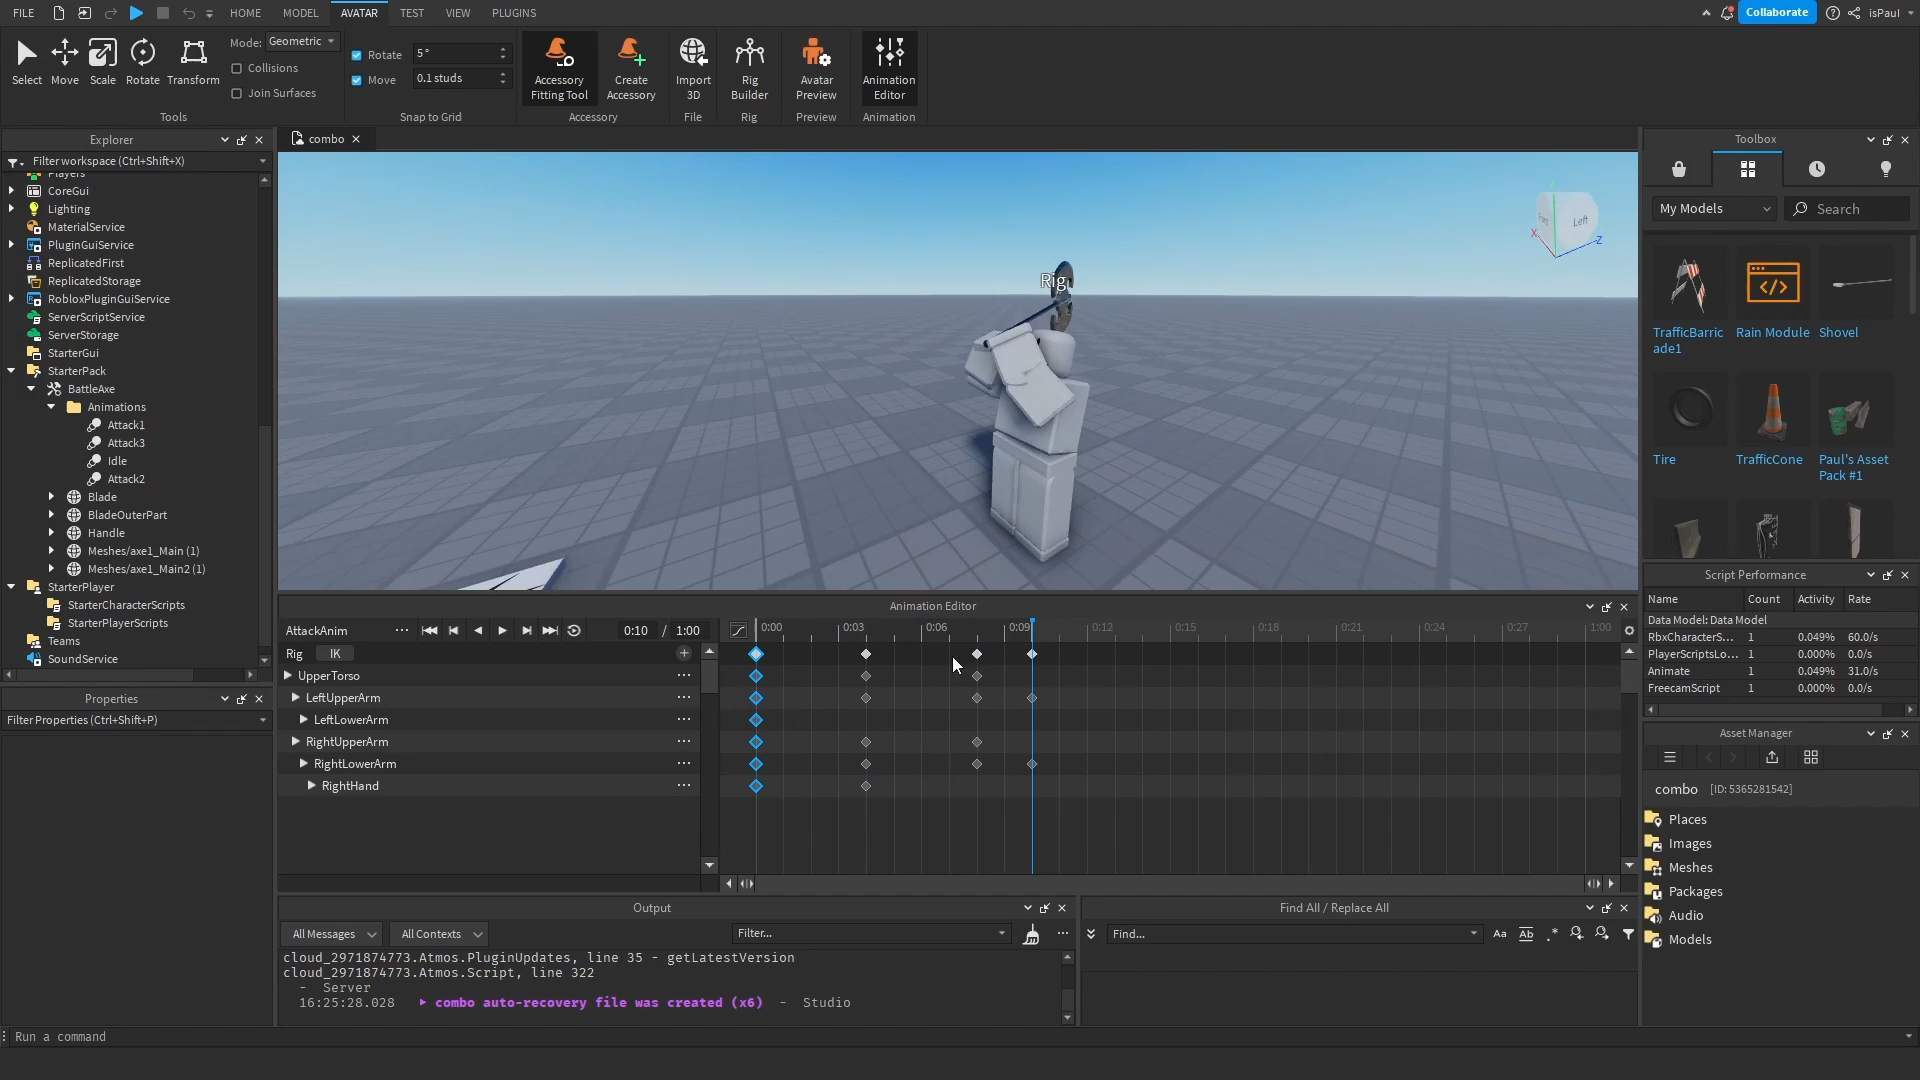 FILE HOME MODEL AVATAR TEST VIEW PLUGINS Collaborate isPaul
Select Move Scale Rotate Transform
Mode: Geometric
Collisions
Join Surfaces
Tools
Rotate 5°
Move 0.1 studs
Snap to Grid
Accessory Fitting Tool
Create Accessory
Accessory
Import 3D
File
Rig Builder
Rig
Avatar Preview
Preview
Animation Editor
Animation
Explorer
Filter workspace (Ctrl+Shift+X)
Players
CoreGui
Lighting
MaterialService
PluginGuiService
ReplicatedFirst
ReplicatedStorage
RobloxPluginGuiService
ServerScriptService
ServerStorage
StarterGui
StarterPack
BattleAxe
Animations
Attack1
Attack3
Idle
Attack2
Blade
BladeOuterPart
Handle
Meshes/axe1_Main (1)
Meshes/axe1_Main2 (1)
StarterPlayer
StarterCharacterScripts
StarterPlayerScripts
Teams
SoundService
Properties
Filter Properties (Ctrl+Shift+P)
combo
Rig
Left
X
Z
Animation Editor
AttackAnim 0:10 / 1:00
0:00 0:03 0:06 0:09 0:12 0:15 0:18 0:21 0:24 0:27 1:00
Rig IK
UpperTorso
LeftUpperArm
LeftLowerArm
RightUpperArm
RightLowerArm
RightHand
Output
All Messages All Contexts Filter...
cloud_2971874773.Atmos.PluginUpdates, line 35 - getLatestVersion
cloud_2971874773.Atmos.Script, line 322
- Server
16:25:28.028 combo auto-recovery file was created (x6) - Studio
Find All / Replace All
Find... Aa Ab .*
Toolbox
My Models Search
TrafficBarric
ade1
Rain Module
Shovel
Tire
TrafficCone
Paul's Asset
Pack #1
Script Performance
Name Count Activity Rate
Data Model: Data Model
RbxCharacterS... 1 0.049% 60.0/s
PlayerScriptsLo... 1 0.000% 0.0/s
Animate 1 0.049% 31.0/s
FreecamScript 1 0.000% 0.0/s
Asset Manager
combo [ID: 5365281542]
Places
Images
Meshes
Packages
Audio
Models
Run a command